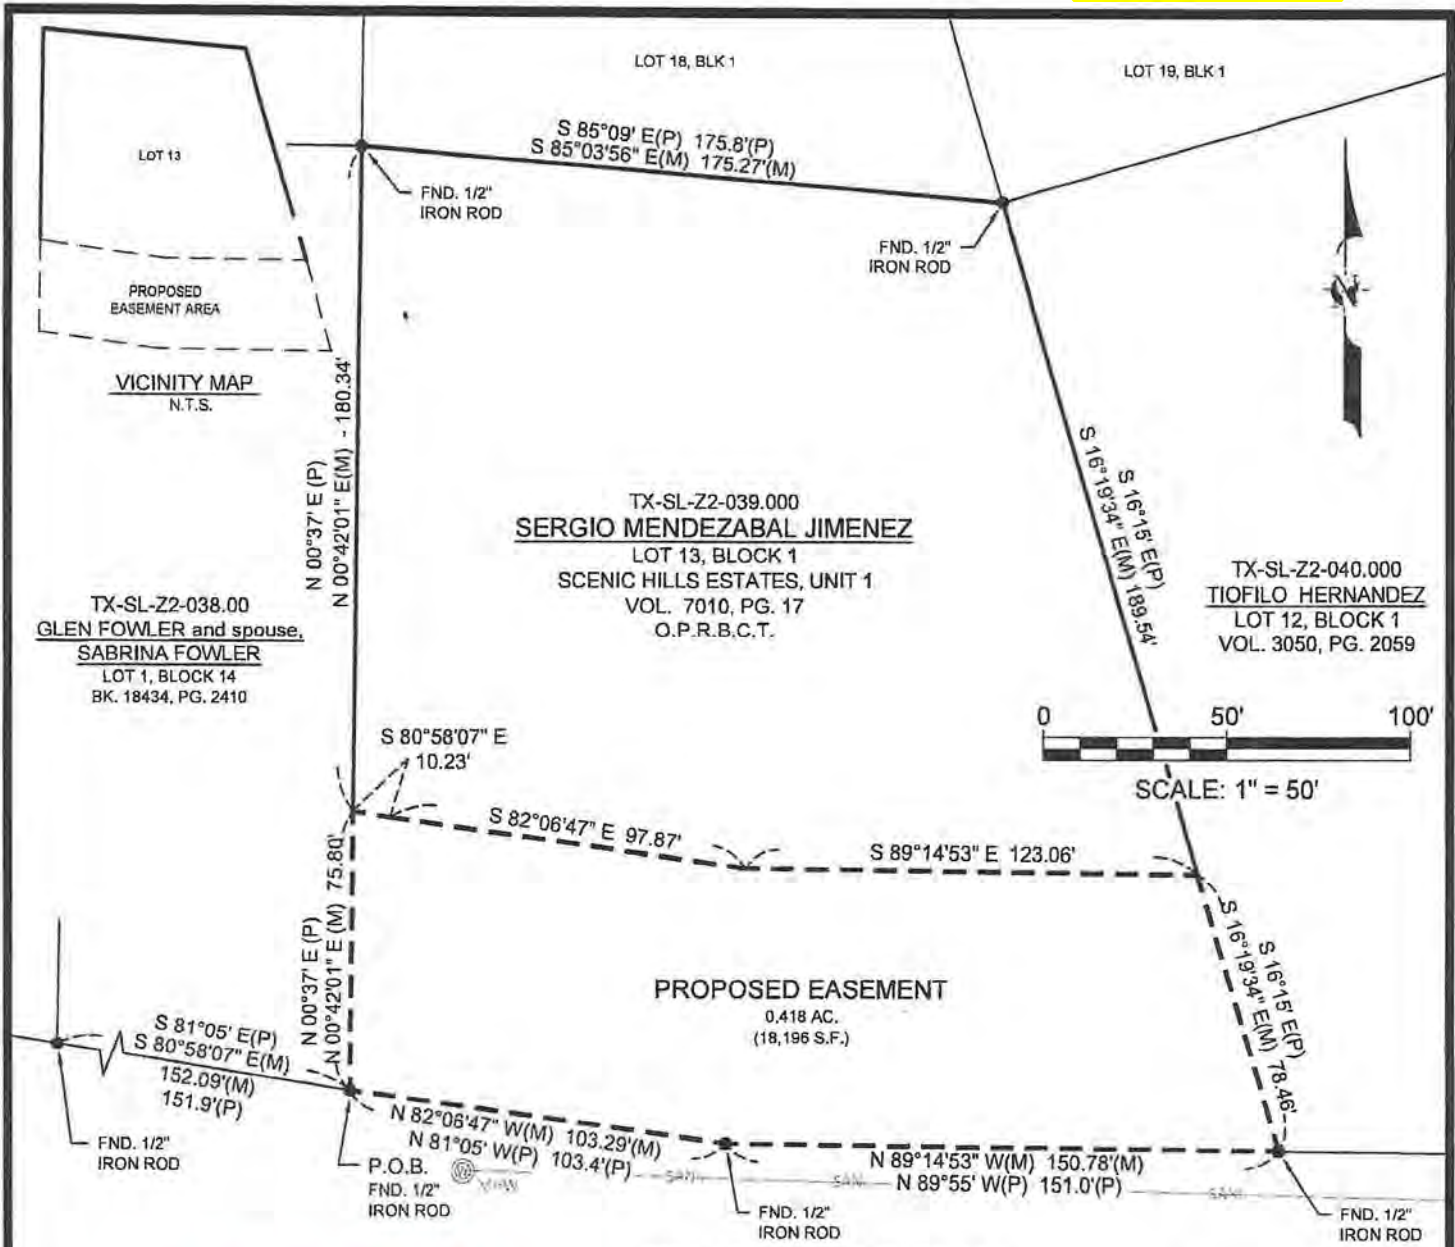 LOT 18, BLK 1
LOT 19, BLK 1
LOT 13
S 85°09' E(P) 175.8'(P)
S 85°03'56" E(M) 175.27'(M)
FND. 1/2"
IRON ROD
FND. 1/2"
IRON ROD
PROPOSED
EASEMENT AREA
VICINITY MAP
N.T.S.
N
N 00°37' E (P)
N 00°42'01" E(M) - 180.34'
S 16°15' E(P)
S 16°19'34" E(M) 189.54'
TX-SL-Z2-039.000
SERGIO MENDEZABAL JIMENEZ
LOT 13, BLOCK 1
SCENIC HILLS ESTATES, UNIT 1
VOL. 7010, PG. 17
O.P.R.B.C.T.
TX-SL-Z2-040.000
TIOFILO HERNANDEZ
LOT 12, BLOCK 1
VOL. 3050, PG. 2059
TX-SL-Z2-038.00
GLEN FOWLER and spouse,
SABRINA FOWLER
LOT 1, BLOCK 14
BK. 18434, PG. 2410
0 50' 100'
SCALE: 1" = 50'
S 80°58'07" E
10.23'
S 82°06'47" E 97.87'
S 89°14'53" E 123.06'
N 00°37' E (P)
N 00°42'01" E (M) 75.80'
S 16°15' E(P)
S 16°19'34" E(M) 78.46'
PROPOSED EASEMENT
0.418 AC.
(18,196 S.F.)
S 81°05' E(P)
S 80°58'07" E(M)
152.09'(M)
151.9'(P)
FND. 1/2"
IRON ROD
N 82°06'47" W(M) 103.29'(M)
N 81°05' W(P) 103.4'(P)
P.O.B.
FND. 1/2"
IRON ROD
N 89°14'53" W(M) 150.78'(M)
N 89°55' W(P) 151.0'(P)
SAN
SAN
SAN
FND. 1/2"
IRON ROD
FND. 1/2"
IRON ROD